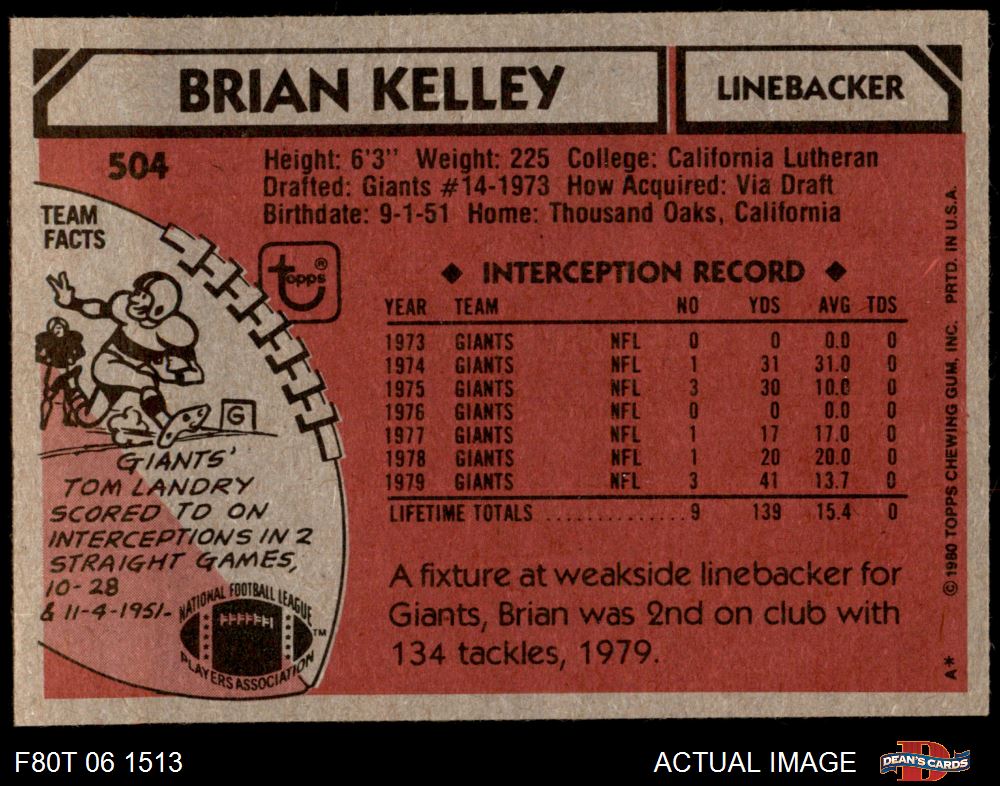 BRIAN KELLEY
LINEBACKER
504
Height: 6'3" Weight: 225 College: California Lutheran
Drafted: Giants #14-1973 How Acquired: Via Draft
Birthdate: 9-1-51 Home: Thousand Oaks, California
TEAM
FACTS
topps®
G
GIANTS'
TOM LANDRY
SCORED TD ON
INTERCEPTIONS IN 2
STRAIGHT GAMES,
10-28
& 11-4-1951-
NATIONAL FOOTBALL LEAGUE
PLAYERS ASSOCIATION ™
◆ INTERCEPTION RECORD ◆
YEAR TEAM NO YDS AVG TDS
1973 GIANTS NFL 0 0 0.0 0
1974 GIANTS NFL 1 31 31.0 0
1975 GIANTS NFL 3 30 10.0 0
1976 GIANTS NFL 0 0 0.0 0
1977 GIANTS NFL 1 17 17.0 0
1978 GIANTS NFL 1 20 20.0 0
1979 GIANTS NFL 3 41 13.7 0
LIFETIME TOTALS ..............9 139 15.4 0
A fixture at weakside linebacker for
Giants, Brian was 2nd on club with
134 tackles, 1979.
A* © 1980 TOPPS CHEWING GUM, INC. PRTD. IN U.S.A.
F80T 06 1513
ACTUAL IMAGE
D
DEAN'S CARDS